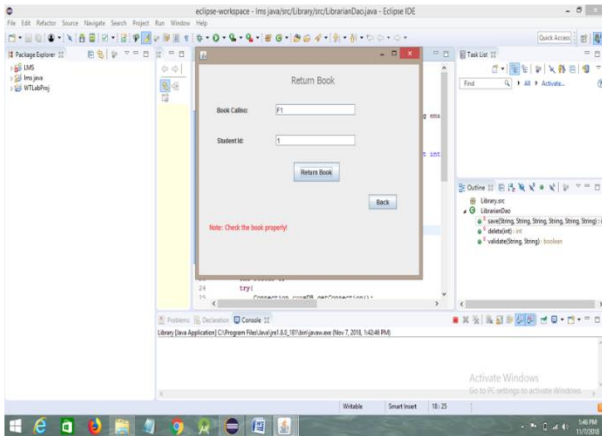 eclipse-workspace - lms java/src/Library/src/LibrarianDao.java - Eclipse IDE
File Edit Refactor Source Navigate Search Project Run Window Help
Quick Access
Package Explorer
LMS
lms java
WTLabProj
Return Book
Book Callno: F1
Student Id: 1
Return Book
Back
Note: Check the book properly!
Task List
Find
All
Activate...
Outline
Library.src
LibrarianDao
save(String, String, String, String, String)
delete(int) : int
validate(String, String) : boolean
int
24 try{
Problems Declaration Console
Library [Java Application] C:\Program Files\Java\jre1.8.0_181\bin\javaw.exe (Nov 7, 2018, 1:42:48 PM)
Activate Windows
Go to PC settings to activate Windows.
Writable Smart Insert 18 : 25
1:46 PM
11/7/2018